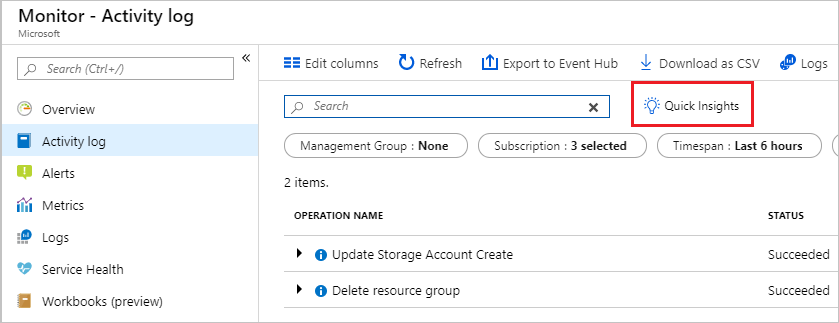 Monitor - Activity log
Microsoft
Search (Ctrl+/)
«
Overview
Activity log
Alerts
Metrics
Logs
Service Health
Workbooks (preview)
Edit columns Refresh Export to Event Hub Download as CSV Logs
Search Quick Insights
Management Group : None Subscription : 3 selected Timespan : Last 6 hours
2 items.
OPERATION NAME STATUS
Update Storage Account Create Succeeded
Delete resource group Succeeded